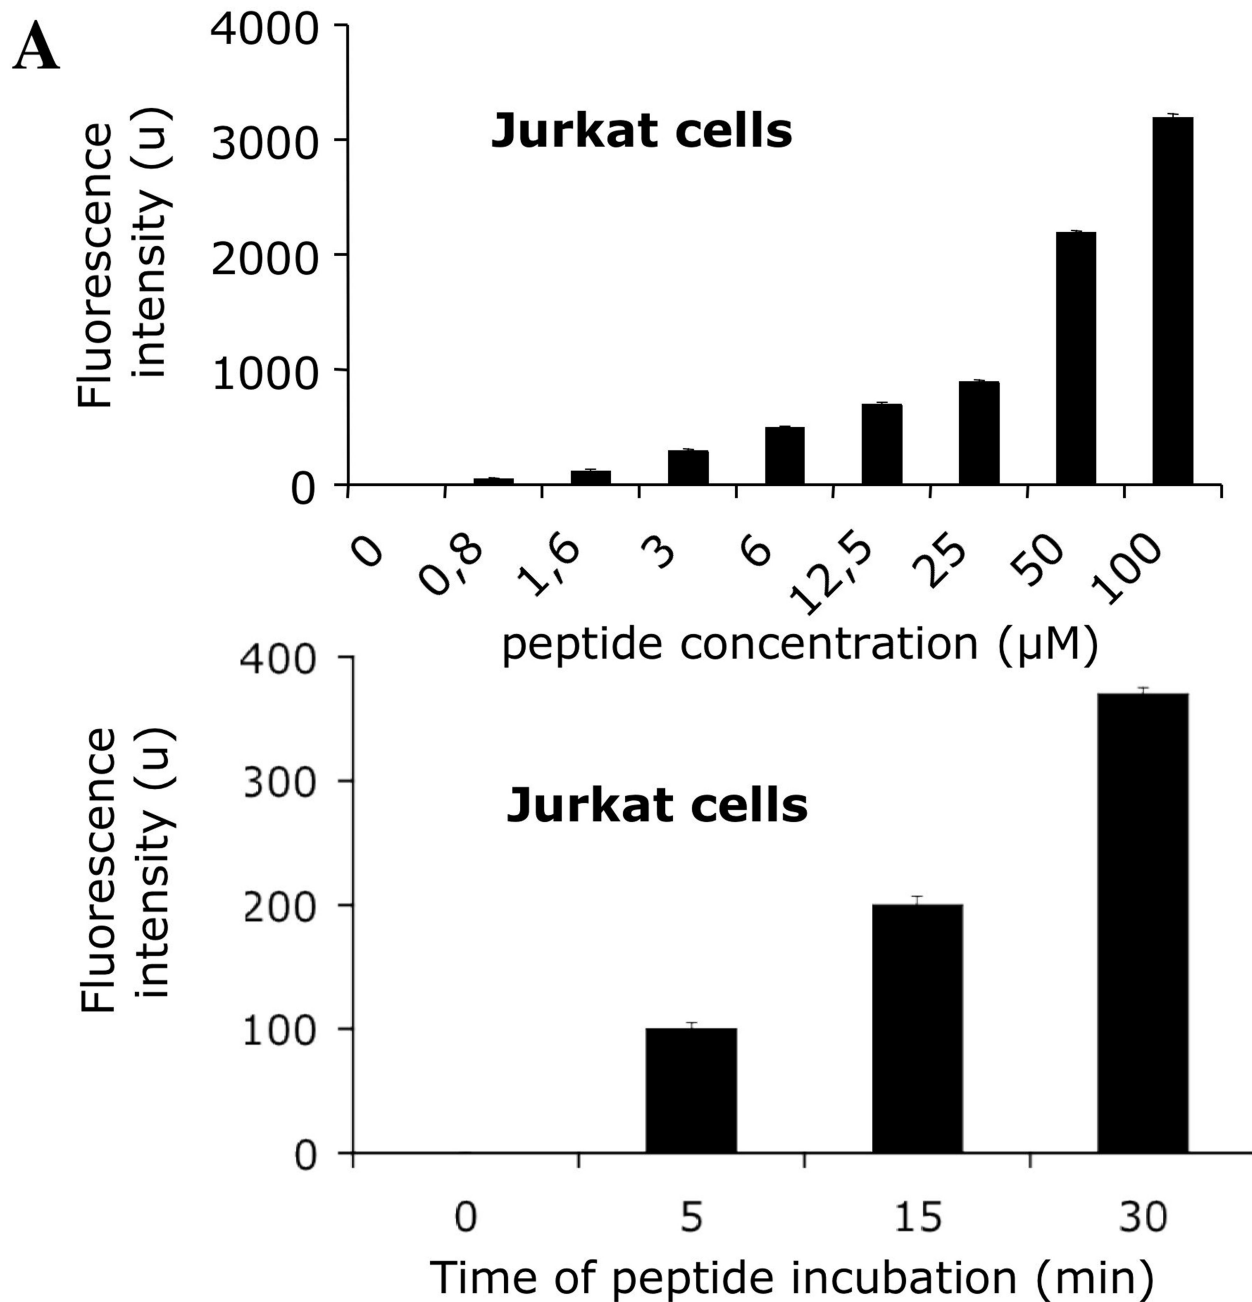 A
4000
3000
2000
1000
0
Fluorescence
intensity (u)
Jurkat cells
0 0,8 1,6 3 6 12,5 25 50 100
peptide concentration (µM)
400
300
200
100
0
Fluorescence
intensity (u)
Jurkat cells
0 5 15 30
Time of peptide incubation (min)